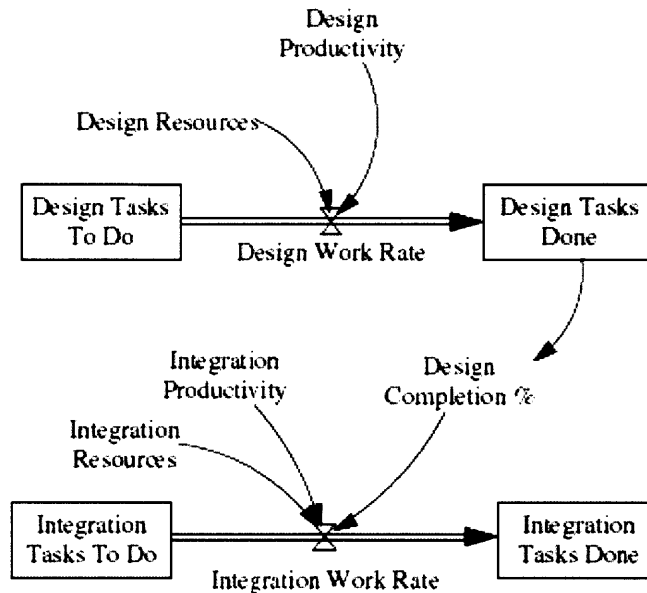 Design
Productivity
Design Resources
Design Tasks
To Do
Design Work Rate
Design Tasks
Done
Integration
Productivity
Design
Completion %
Integration
Resources
Integration
Tasks To Do
Integration Work Rate
Integration
Tasks Done